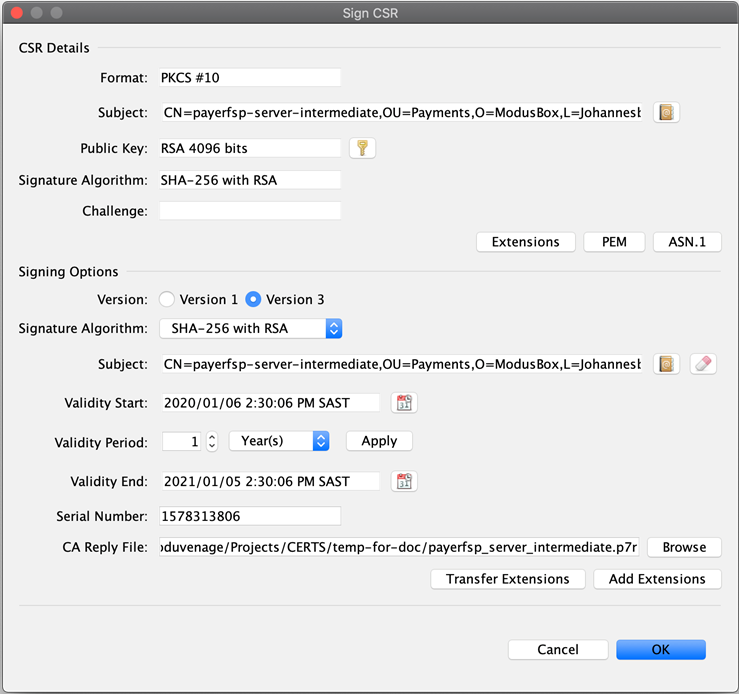 Sign CSR
CSR Details
Format: PKCS #10
Subject: CN=payerfsp-server-intermediate,OU=Payments,O=ModusBox,L=Johannesb
Public Key: RSA 4096 bits
Signature Algorithm: SHA-256 with RSA
Challenge:
Extensions PEM ASN.1
Signing Options
Version: Version 1 Version 3
Signature Algorithm: SHA-256 with RSA
Subject: CN=payerfsp-server-intermediate,OU=Payments,O=ModusBox,L=Johannesb
Validity Start: 2020/01/06 2:30:06 PM SAST
Validity Period: 1 Year(s) Apply
Validity End: 2021/01/05 2:30:06 PM SAST
Serial Number: 1578313806
CA Reply File: oduvenage/Projects/CERTS/temp-for-doc/payerfsp_server_intermediate.p7r Browse
Transfer Extensions Add Extensions
Cancel OK